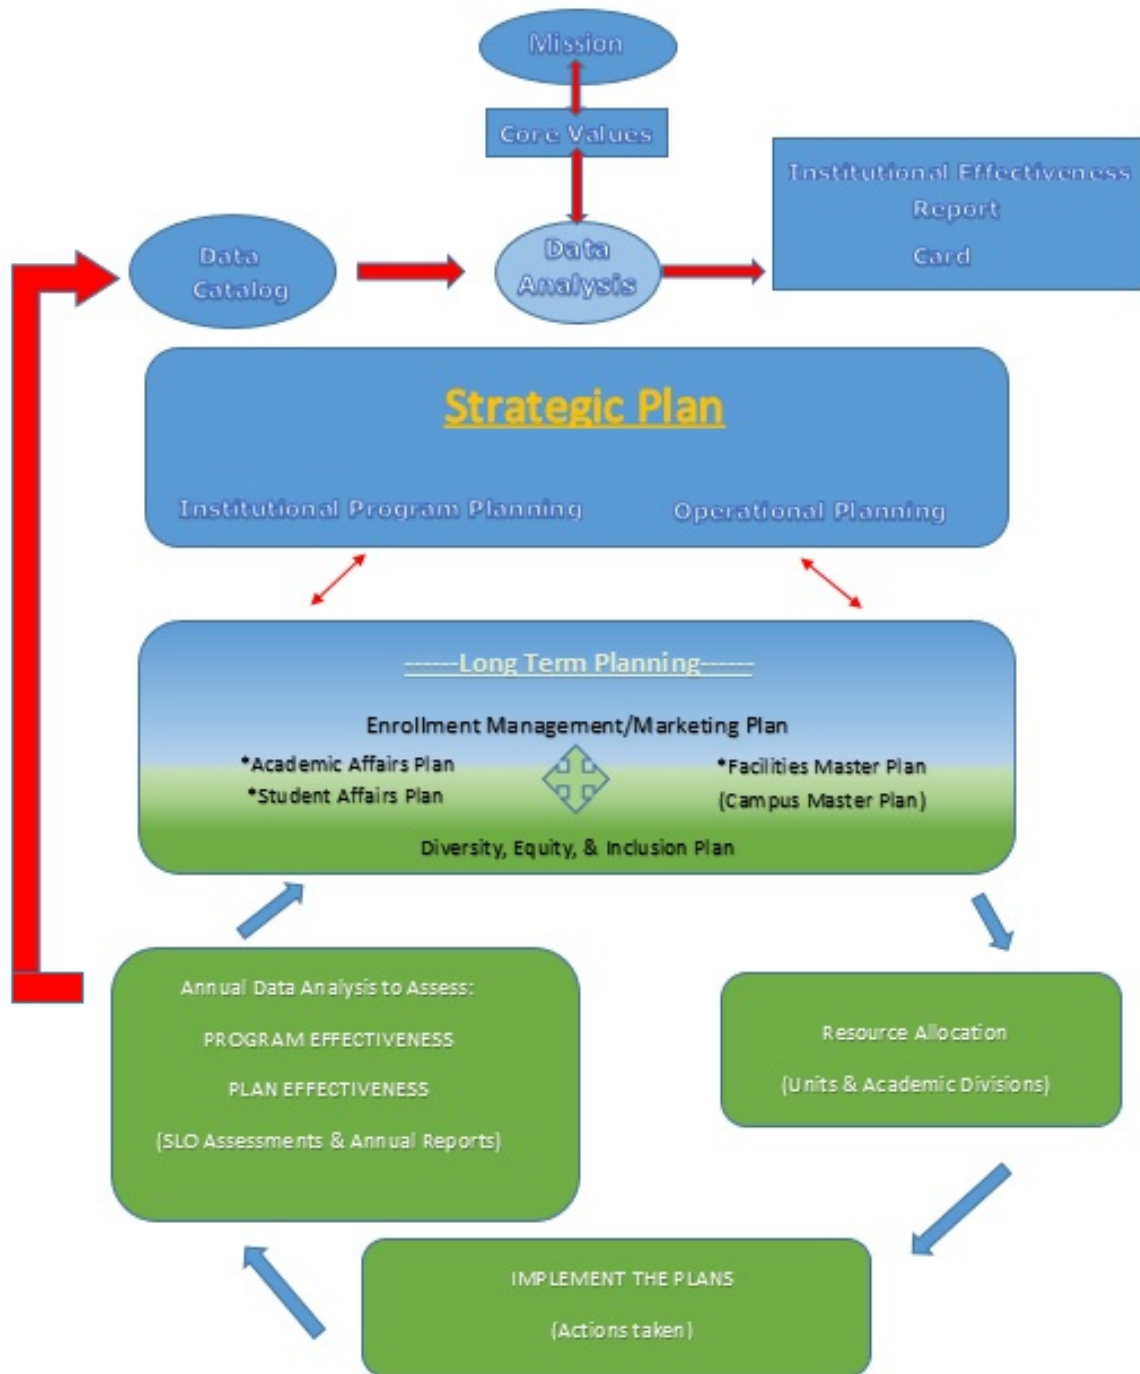 Mission
Core Values
Institutional Effectiveness
Report
Card
Data
Catalog
Data
Analysis
Strategic Plan
Institutional Program Planning
Operational Planning
------Long Term Planning------
Enrollment Management/Marketing Plan
*Academic Affairs Plan
*Student Affairs Plan
*Facilities Master Plan
(Campus Master Plan)
Diversity, Equity, & Inclusion Plan
Annual Data Analysis to Assess:
PROGRAM EFFECTIVENESS
PLAN EFFECTIVENESS
(SLO Assessments & Annual Reports)
Resource Allocation
(Units & Academic Divisions)
IMPLEMENT THE PLANS
(Actions taken)